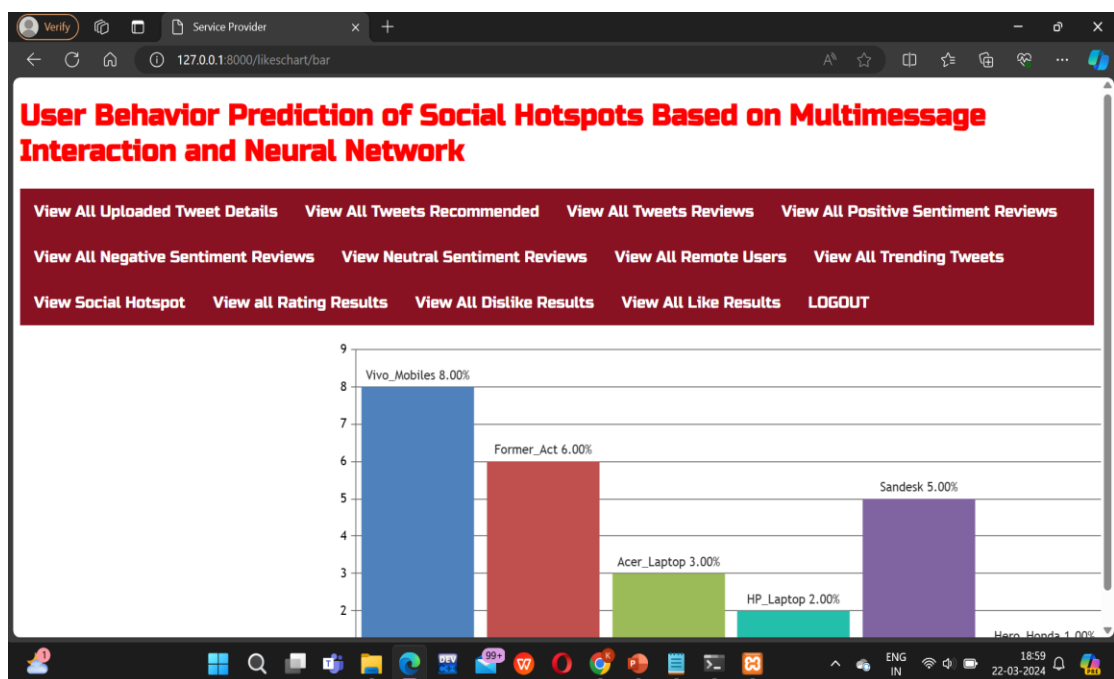 Verify
Service Provider
127.0.0.1:8000/likeschart/bar
User Behavior Prediction of Social Hotspots Based on Multimessage
Interaction and Neural Network
View All Uploaded Tweet Details View All Tweets Recommended View All Tweets Reviews View All Positive Sentiment Reviews
View All Negative Sentiment Reviews View Neutral Sentiment Reviews View All Remote Users View All Trending Tweets
View Social Hotspot View all Rating Results View All Dislike Results View All Like Results LOGOUT
9
Vivo_Mobiles 8.00%
8
7
Former_Act 6.00%
6
Sandesk 5.00%
5
4
Acer_Laptop 3.00%
3
HP_Laptop 2.00%
2
Hero_Honda 1.00%
1
99+
DEV
ENG
IN
18:59
22-03-2024
PRE